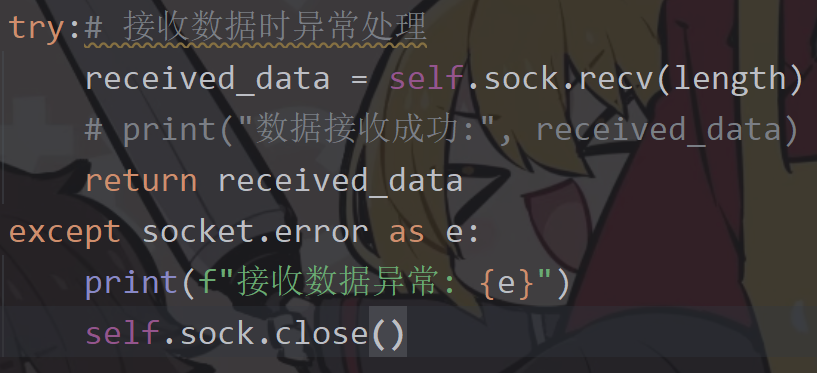 try:# 接收数据时异常处理
received_data = self.sock.recv(length)
# print("数据接收成功:", received_data)
return received_data
except socket.error as e:
print(f"接收数据异常: {e}")
self.sock.close()